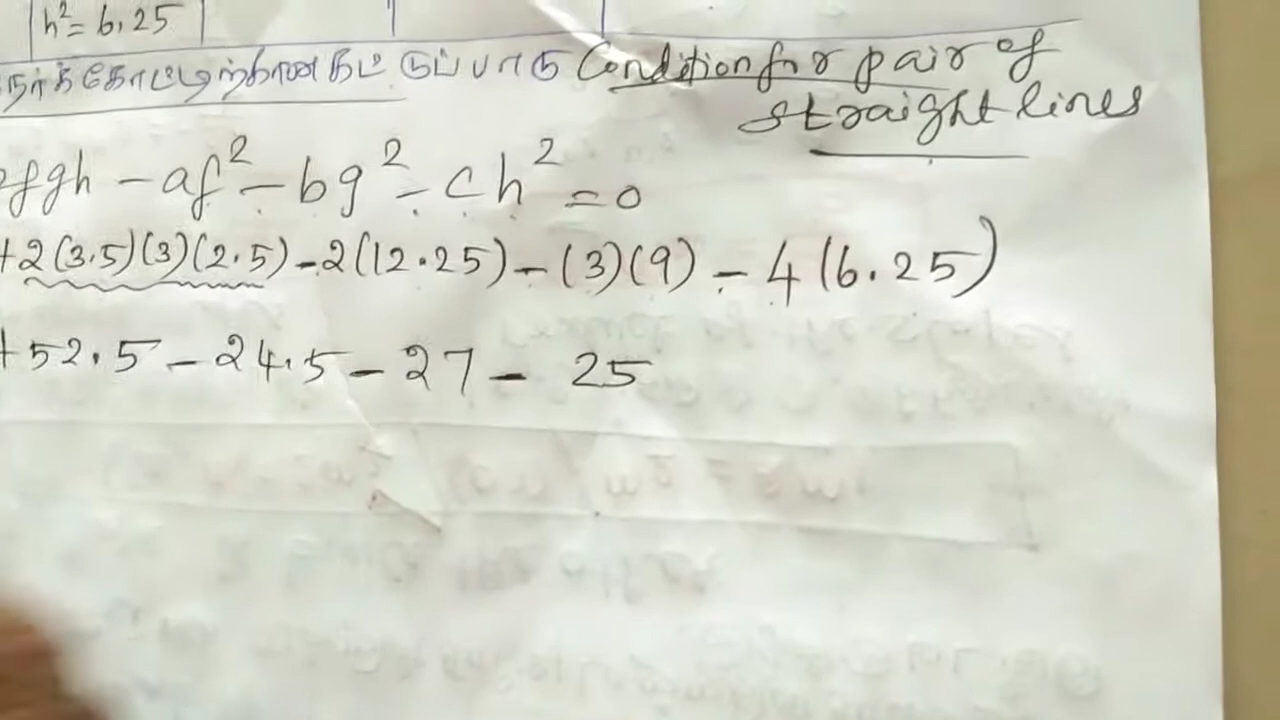 h²= 6.25
Condition for pair of
straight lines
fgh - af² - bg² - ch² = 0
+2(3.5)(3)(2.5) - 2(12.25) - (3)(9) - 4(6.25)
+52.5 - 24.5 - 27 - 25